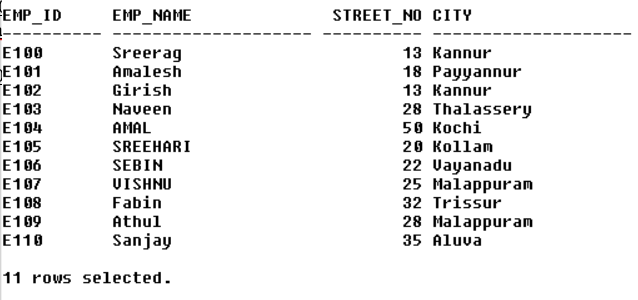 EMP_ID EMP_NAME STREET_NO CITY
---------- -------------------- ---------- --------------------
E100 Sreerag 13 Kannur
E101 Amalesh 18 Payyannur
E102 Girish 13 Kannur
E103 Naveen 28 Thalassery
E104 AMAL 50 Kochi
E105 SREEHARI 20 Kollam
E106 SEBIN 22 Vayanadu
E107 VISHNU 25 Malappuram
E108 Fabin 32 Trissur
E109 Athul 28 Malappuram
E110 Sanjay 35 Aluva
11 rows selected.